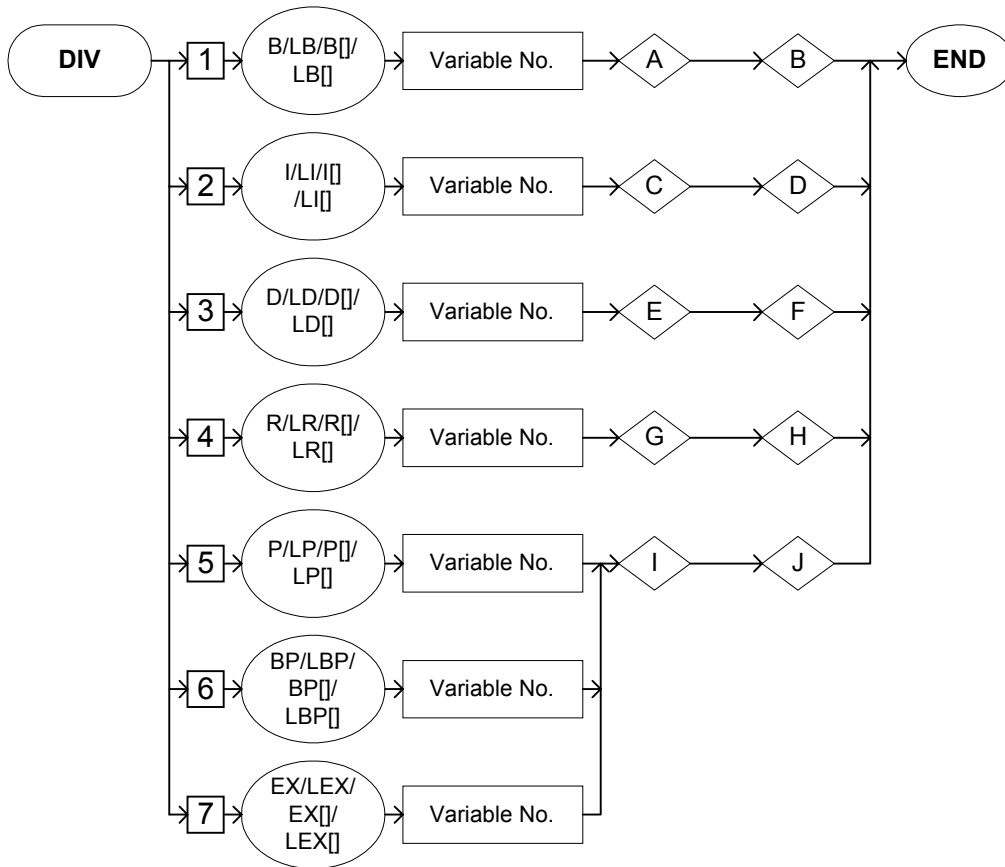 DIV
1
B/LB/B[]/
LB[]
Variable No.
A
B
END
2
I/LI/I[]
/LI[]
Variable No.
C
D
3
D/LD/D[]/
LD[]
Variable No.
E
F
4
R/LR/R[]/
LR[]
Variable No.
G
H
5
P/LP/P[]/
LP[]
Variable No.
I
J
6
BP/LBP/
BP[]/
LBP[]
Variable No.
7
EX/LEX/
EX[]/
LEX[]
Variable No.